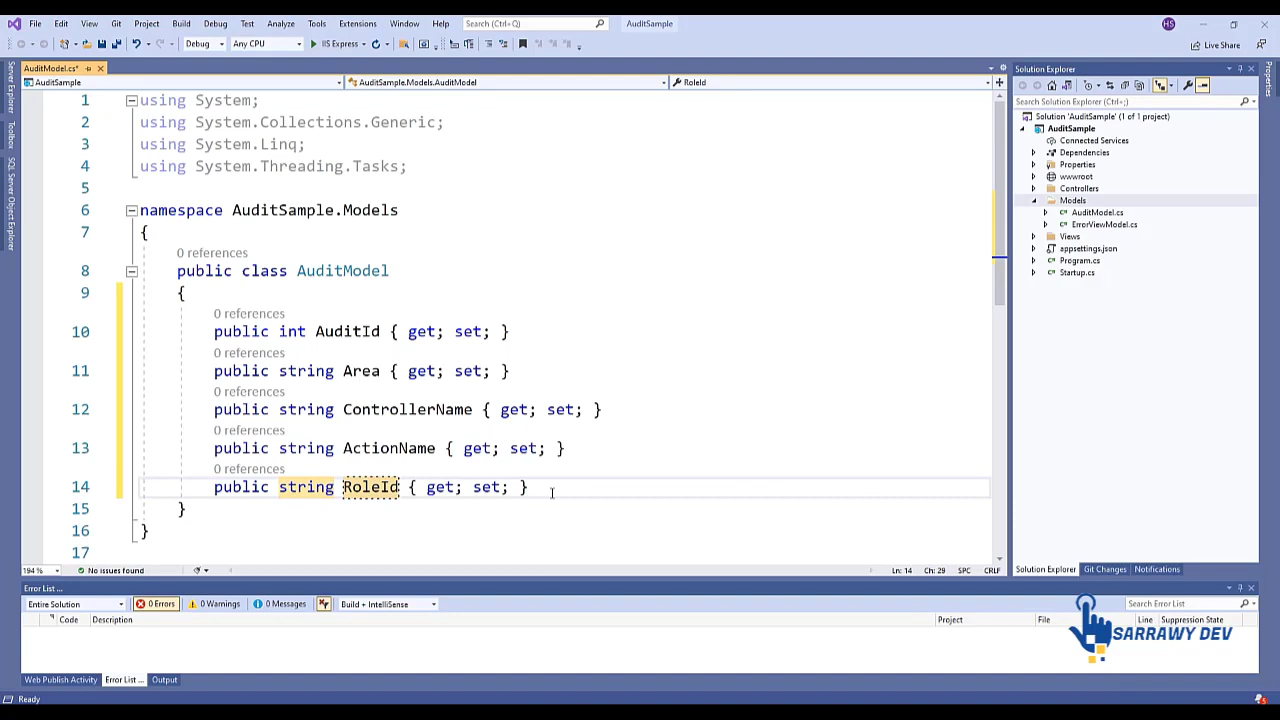 File Edit View Git Project Build Debug Test Analyze Tools Extensions Window Help Search (Ctrl+Q) AuditSample HS
Debug Any CPU IIS Express Live Share
Server Explorer
Toolbox
SQL Server Object Explorer
AuditModel.cs*
AuditSample AuditSample.Models.AuditModel RoleId
1 using System;
2 using System.Collections.Generic;
3 using System.Linq;
4 using System.Threading.Tasks;
5
6 namespace AuditSample.Models
7 {
0 references
8 public class AuditModel
9 {
0 references
10 public int AuditId { get; set; }
0 references
11 public string Area { get; set; }
0 references
12 public string ControllerName { get; set; }
0 references
13 public string ActionName { get; set; }
0 references
14 public string RoleId { get; set; }
15 }
16 }
17
194 % No issues found Ln: 14 Ch: 29 SPC CRLF
Solution Explorer
Search Solution Explorer (Ctrl+;)
Solution 'AuditSample' (1 of 1 project)
AuditSample
Connected Services
Dependencies
Properties
wwwroot
Controllers
Models
AuditModel.cs
ErrorViewModel.cs
Views
appsettings.json
Program.cs
Startup.cs
Solution Explorer Git Changes Notifications
Properties
Error List ...
Entire Solution 0 Errors 0 Warnings 0 Messages Build + IntelliSense Search Error List
Code Description Project File Line Suppression State
SARRAWY DEV
Web Publish Activity Error List ... Output
Ready